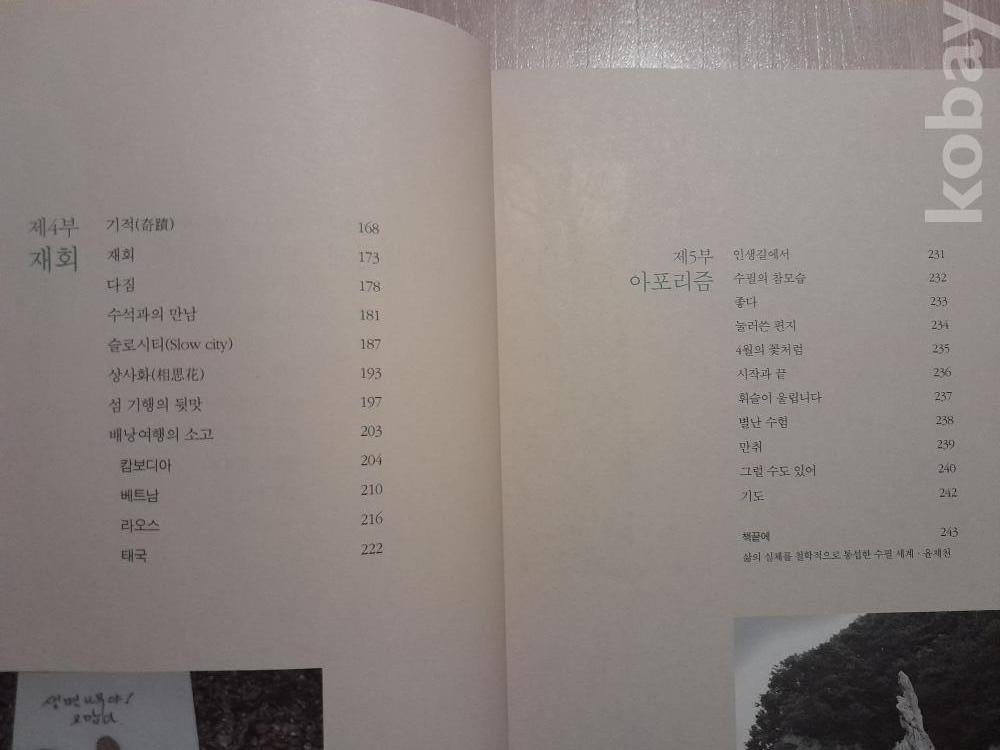 제4부
재회
기적(奇蹟) 168
재회 173
다짐 178
수석과의 만남 181
슬로시티(Slow city) 187
상사화(相思花) 193
섬 기행의 뒷맛 197
배낭여행의 소고 203
캄보디아 204
베트남 210
라오스 216
태국 222
제5부
아포리즘
인생길에서 231
수필의 참모습 232
좋다 233
눌러쓴 편지 234
4월의 꽃처럼 235
시작과 끝 236
휘슬이 울립니다 237
별난 수혐 238
만취 239
그럴 수도 있어 240
기도 242
책끝에 243
삶의 실체를 철학적으로 통섭한 수필 세계 · 윤재천
kobay